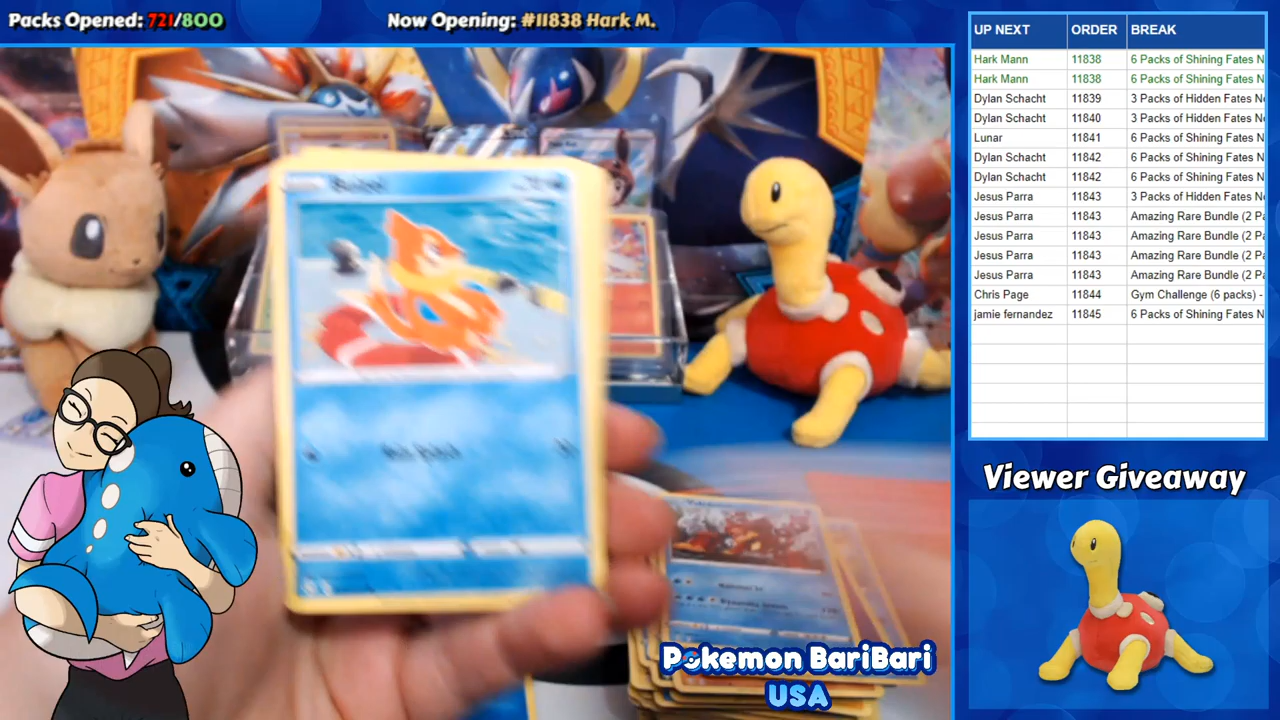 Packs Opened: 721/800
Now Opening: #11838 Hark M.
UP NEXT ORDER BREAK
Hark Mann 11838 6 Packs of Shining Fates N
Hark Mann 11838 6 Packs of Shining Fates N
Dylan Schacht 11839 3 Packs of Hidden Fates Ne
Dylan Schacht 11840 3 Packs of Hidden Fates Ne
Lunar 11841 6 Packs of Shining Fates N
Dylan Schacht 11842 6 Packs of Shining Fates N
Dylan Schacht 11842 6 Packs of Shining Fates N
Jesus Parra 11843 3 Packs of Hidden Fates Ne
Jesus Parra 11843 Amazing Rare Bundle (2 Pa
Jesus Parra 11843 Amazing Rare Bundle (2 Pa
Jesus Parra 11843 Amazing Rare Bundle (2 Pa
Jesus Parra 11843 Amazing Rare Bundle (2 Pa
Chris Page 11844 Gym Challenge (6 packs) -
jamie fernandez 11845 6 Packs of Shining Fates N
Buizel
Viewer Giveaway
Pokemon BariBari
USA